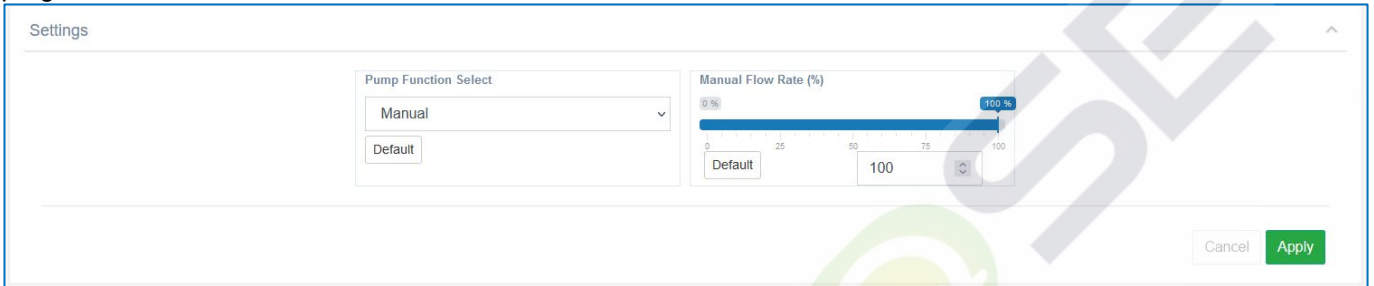 Settings
Pump Function Select
Manual
Default
Manual Flow Rate (%)
0 %
100 %
0 25 50 75 100
Default
100
Cancel
Apply
SE